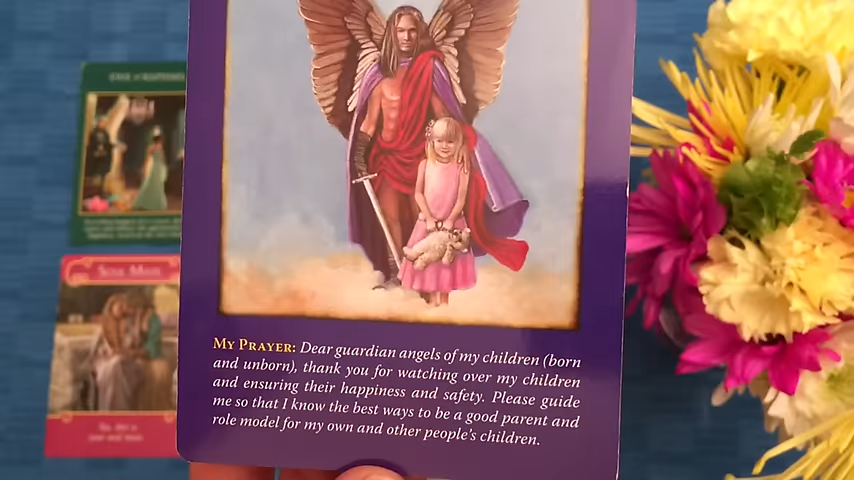 SOUL MATE
MY PRAYER: Dear guardian angels of my children (born
and unborn), thank you for watching over my children
and ensuring their happiness and safety. Please guide
me so that I know the best ways to be a good parent and
role model for my own and other people's children.